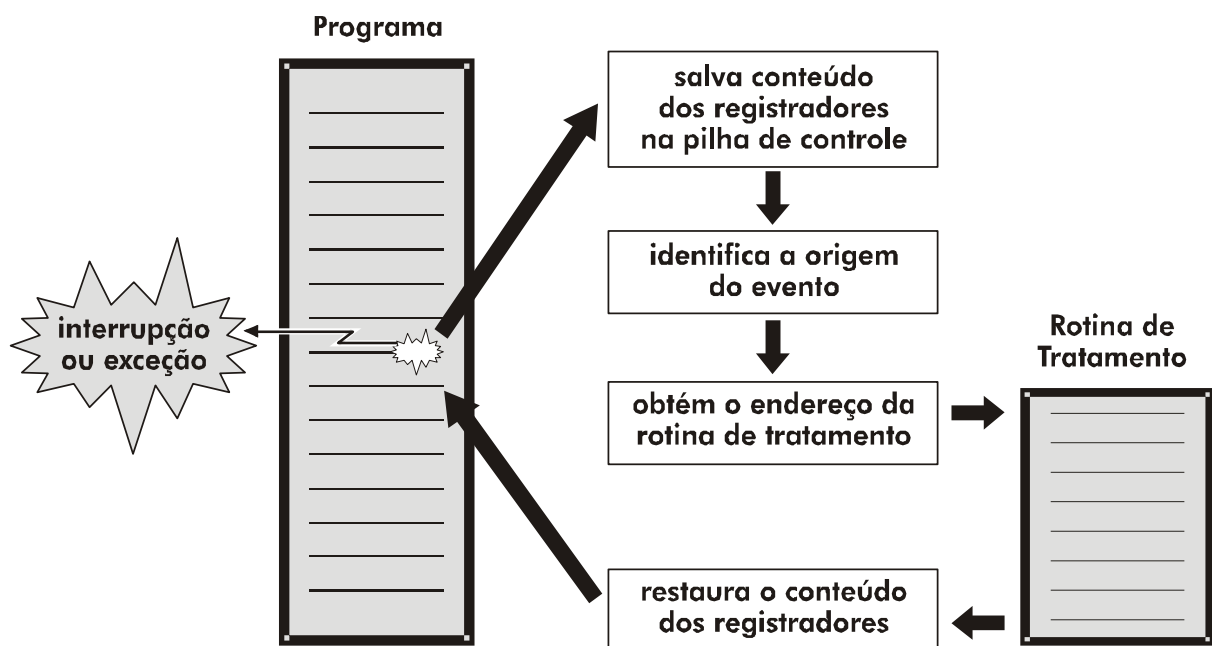 Programa
salva conteúdo
dos registradores
na pilha de controle
identifica a origem
do evento
interrupção
ou exceção
Rotina de
Tratamento
obtém o endereço da
rotina de tratamento
restaura o conteúdo
dos registradores